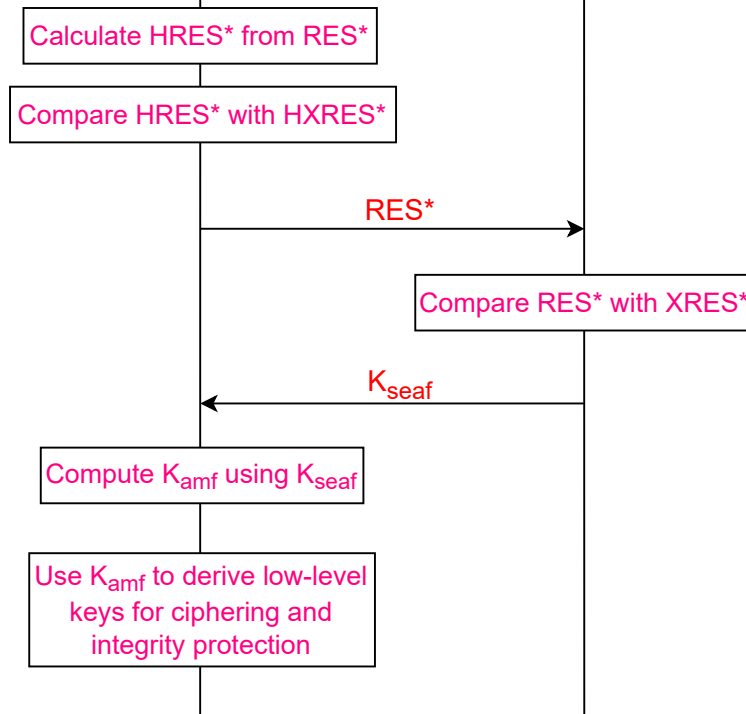 Calculate HRES* from RES*
Compare HRES* with HXRES*
RES*
Compare RES* with XRES*
Kseaf
Compute Kamf using Kseaf
Use Kamf to derive low-level
keys for ciphering and
integrity protection